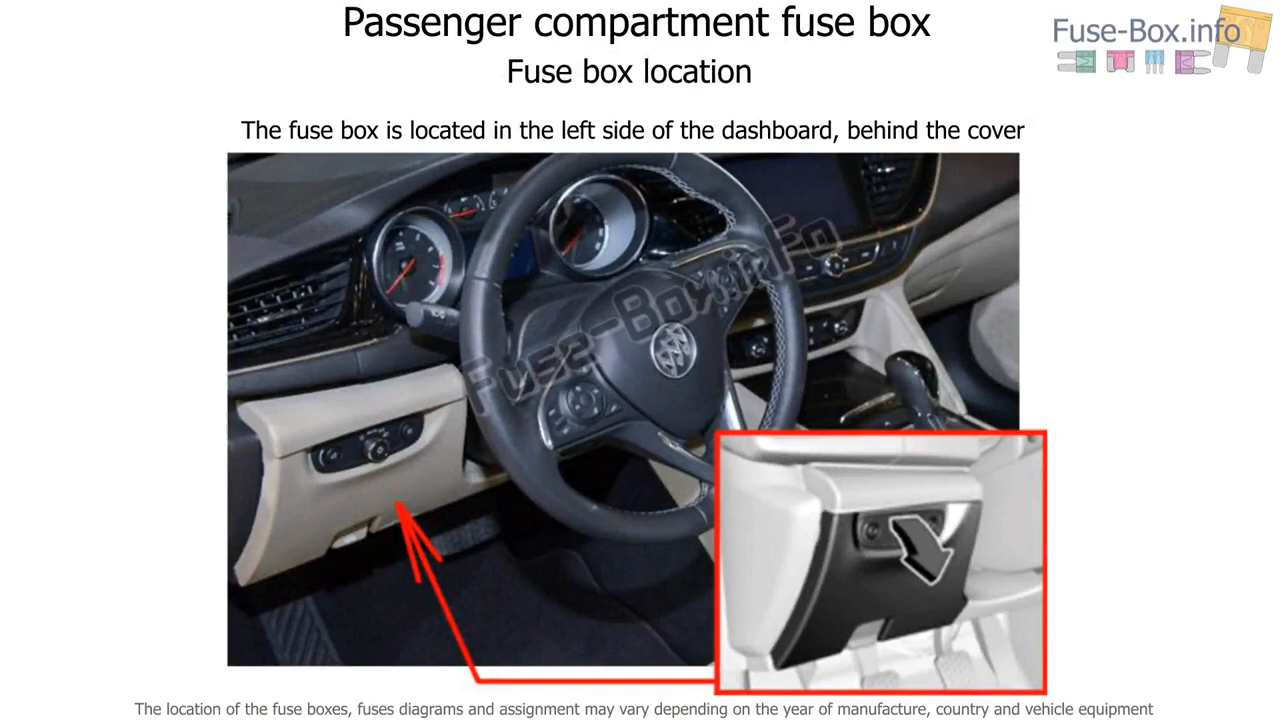 Passenger compartment fuse box
Fuse-Box.info
Fuse box location
The fuse box is located in the left side of the dashboard, behind the cover
Fuse-Box.inFo
The location of the fuse boxes, fuses diagrams and assignment may vary depending on the year of manufacture, country and vehicle equipment